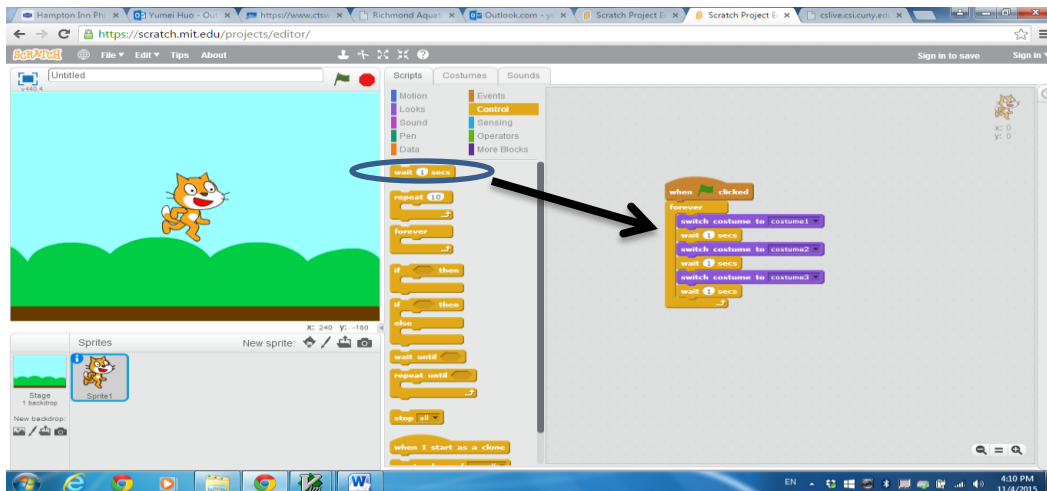 Hampton Inn Phi
Yumei Huo - Out
https://www.ctsw
Richmond Aquat
Outlook.com - ye
Scratch Project E
Scratch Project E
cslive.csi.cuny.edu
https://scratch.mit.edu/projects/editor/
SCRATCH File Edit Tips About Sign in to save Sign in
Untitled
v440.4
Scripts Costumes Sounds
Motion Events
Looks Control
Sound Sensing
Pen Operators
Data More Blocks
wait 1 secs
repeat 10
forever
if then
if then
else
wait until
repeat until
stop all
when I start as a clone
x: 0
y: 0
when clicked
forever
switch costume to costume1
wait 1 secs
switch costume to costume2
wait 1 secs
switch costume to costume3
wait 1 secs
X: 240 y: -180
Sprites New sprite:
Stage
1 backdrop
New backdrop:
Sprite1
EN
4:10 PM
11/4/2015